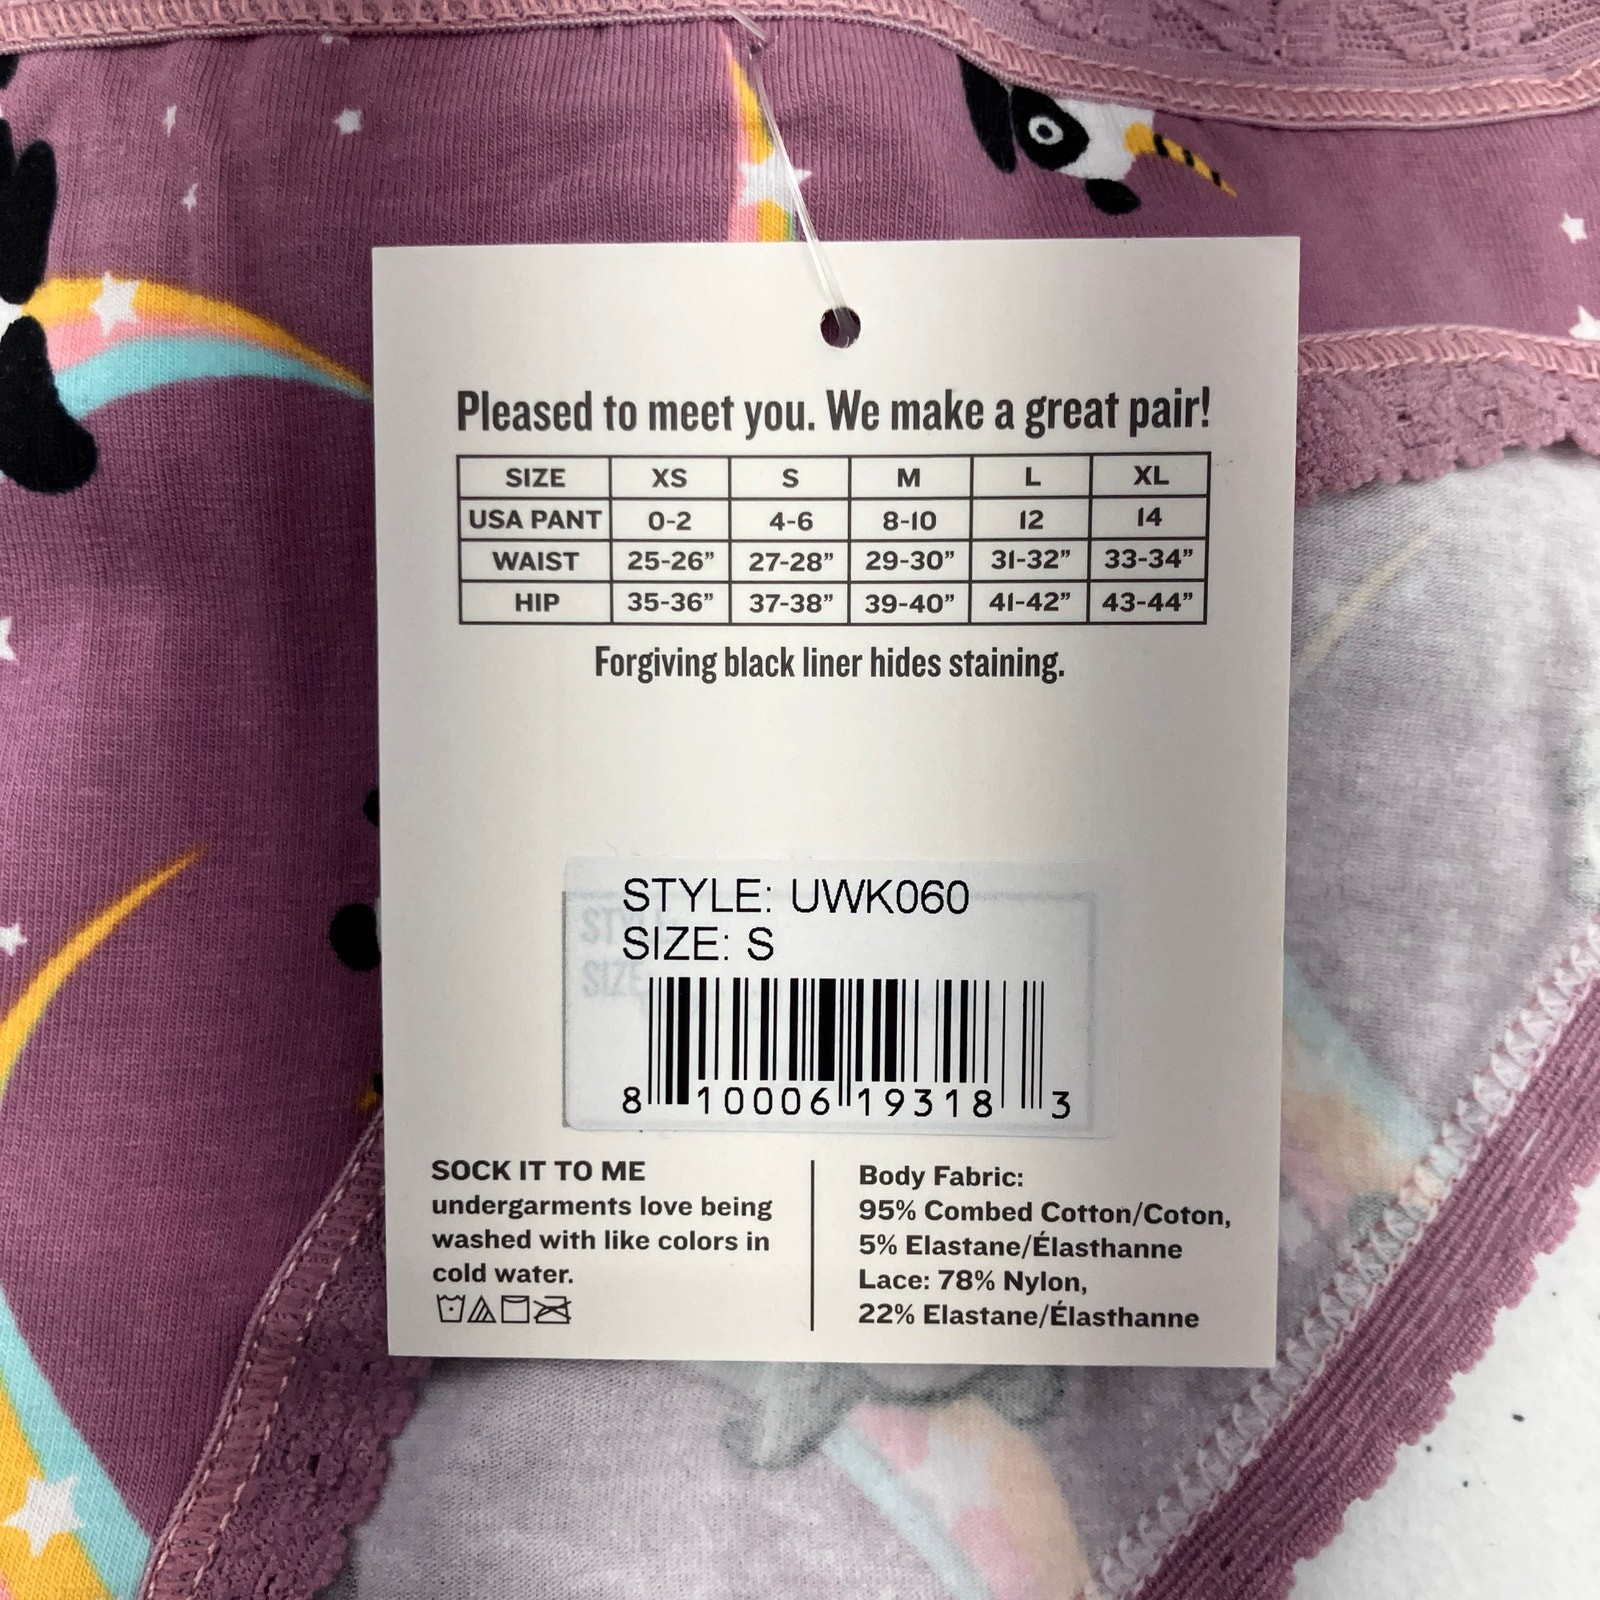 Pleased to meet you. We make a great pair!
SIZE XS S M L XL
USA PANT 0-2 4-6 8-10 12 14
WAIST 25-26” 27-28” 29-30” 31-32” 33-34”
HIP 35-36” 37-38” 39-40” 41-42” 43-44”
Forgiving black liner hides staining.
STYLE: UWK060
SIZE: S
8 10006 19318 3
SOCK IT TO ME
undergarments love being
washed with like colors in
cold water.
Body Fabric:
95% Combed Cotton/Coton,
5% Elastane/Élasthanne
Lace: 78% Nylon,
22% Elastane/Élasthanne